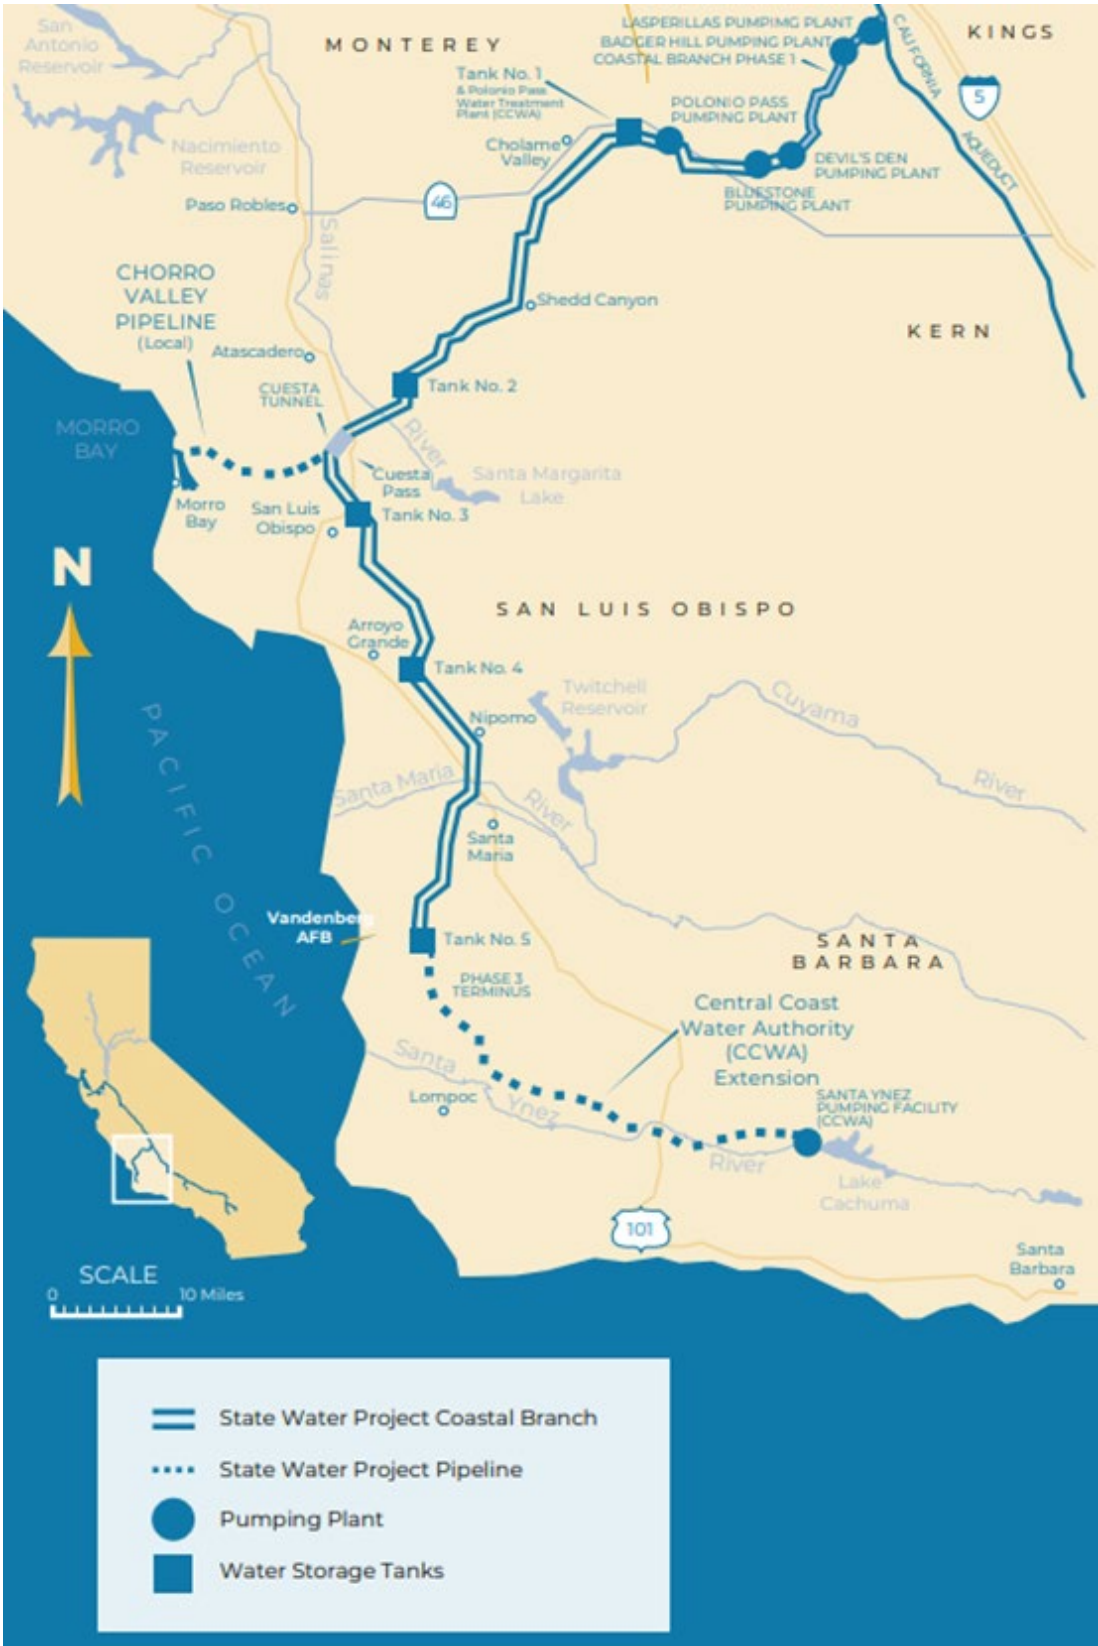 San
Antonio
Reservoir
MONTEREY
LASPERILLAS PUMPIMG PLANT
BADGER HILL PUMPING PLANT
COASTAL BRANCH PHASE 1
KINGS
CALIFORNIA
AQUEDUCT
5
Tank No. 1
& Polonio Pass
Water Treatment
Plant (CCWA)
POLONIO PASS
PUMPING PLANT
Nacimiento
Reservoir
Cholame
Valley
DEVIL'S DEN
PUMPING PLANT
BLUESTONE
PUMPING PLANT
Paso Robles
46
Salinas
River
CHORRO
VALLEY
PIPELINE
(Local)
Shedd Canyon
KERN
Atascadero
CUESTA
TUNNEL
Tank No. 2
MORRO
BAY
Cuesta
Pass
Santa Margarita
Lake
Morro
Bay
San Luis
Obispo
Tank No. 3
N
SAN LUIS OBISPO
Arroyo
Grande
Tank No. 4
Twitchell
Reservoir
Cuyama
River
Nipomo
PACIFIC OCEAN
Santa Maria
River
Santa
Maria
Vandenberg
AFB
Tank No. 5
SANTA
BARBARA
PHASE 3
TERMINUS
Central Coast
Water Authority
(CCWA)
Extension
Santa
Ynez
River
Lompoc
SANTA YNEZ
PUMPING FACILITY
(CCWA)
Lake
Cachuma
101
Santa
Barbara
SCALE
0 10 Miles
State Water Project Coastal Branch
State Water Project Pipeline
Pumping Plant
Water Storage Tanks